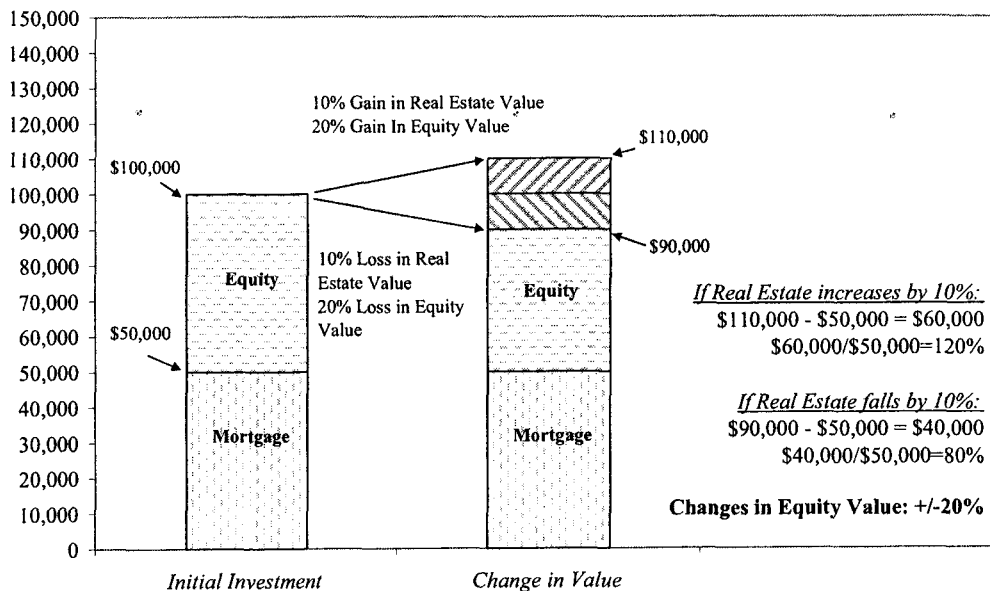 150,000
140,000
130,000
120,000
110,000
100,000
90,000
80,000
70,000
60,000
50,000
40,000
30,000
20,000
10,000
0
$100,000
$50,000
Equity
Mortgage
10% Gain in Real Estate Value
20% Gain In Equity Value
10% Loss in Real
Estate Value
20% Loss in Equity
Value
$110,000
$90,000
Equity
Mortgage
If Real Estate increases by 10%:
$110,000 - $50,000 = $60,000
$60,000/$50,000=120%
If Real Estate falls by 10%:
$90,000 - $50,000 = $40,000
$40,000/$50,000=80%
Changes in Equity Value: +/-20%
Initial Investment
Change in Value